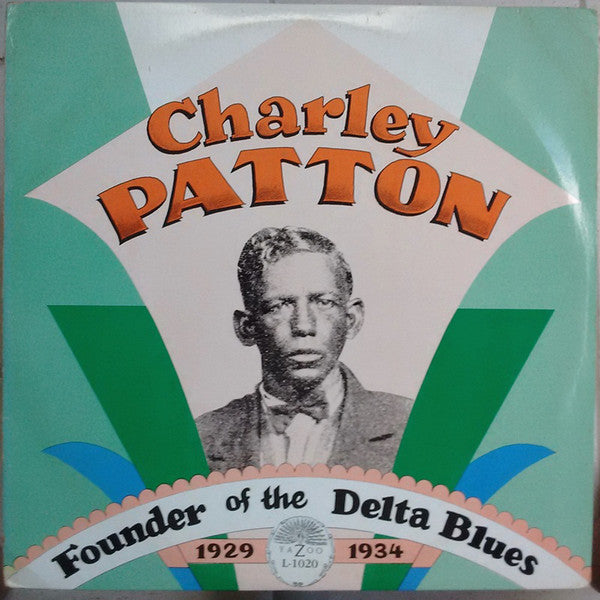 Charley
PATTON
Founder of the Delta Blues
1929 1934
YAZOO
L-1020